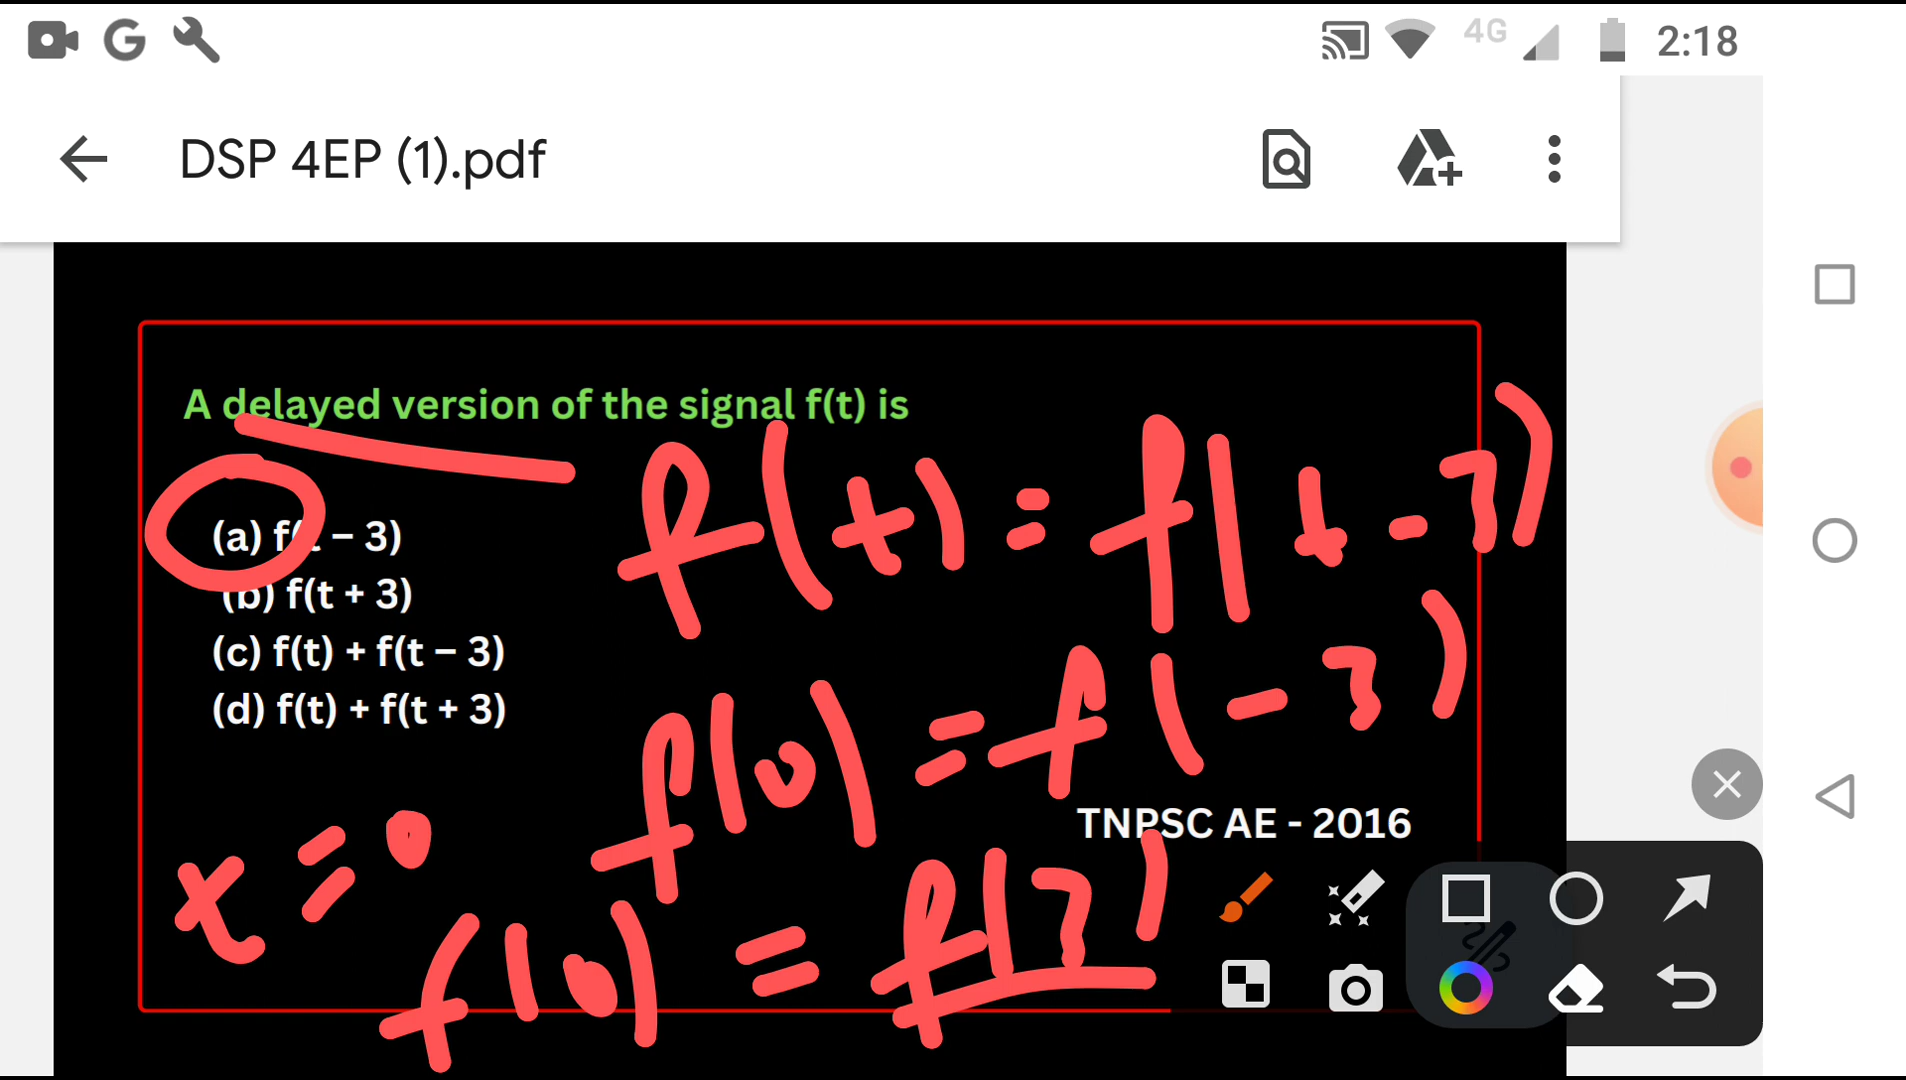 4G 2:18
DSP 4EP (1).pdf
A delayed version of the signal f(t) is
(a) f(t – 3)
f(t) = f(t - 3)
(b) f(t + 3)
(c) f(t) + f(t – 3)
f(0) = f(-3)
(d) f(t) + f(t + 3)
TNPSC AE - 2016
t = 0
f(0) = f(3)